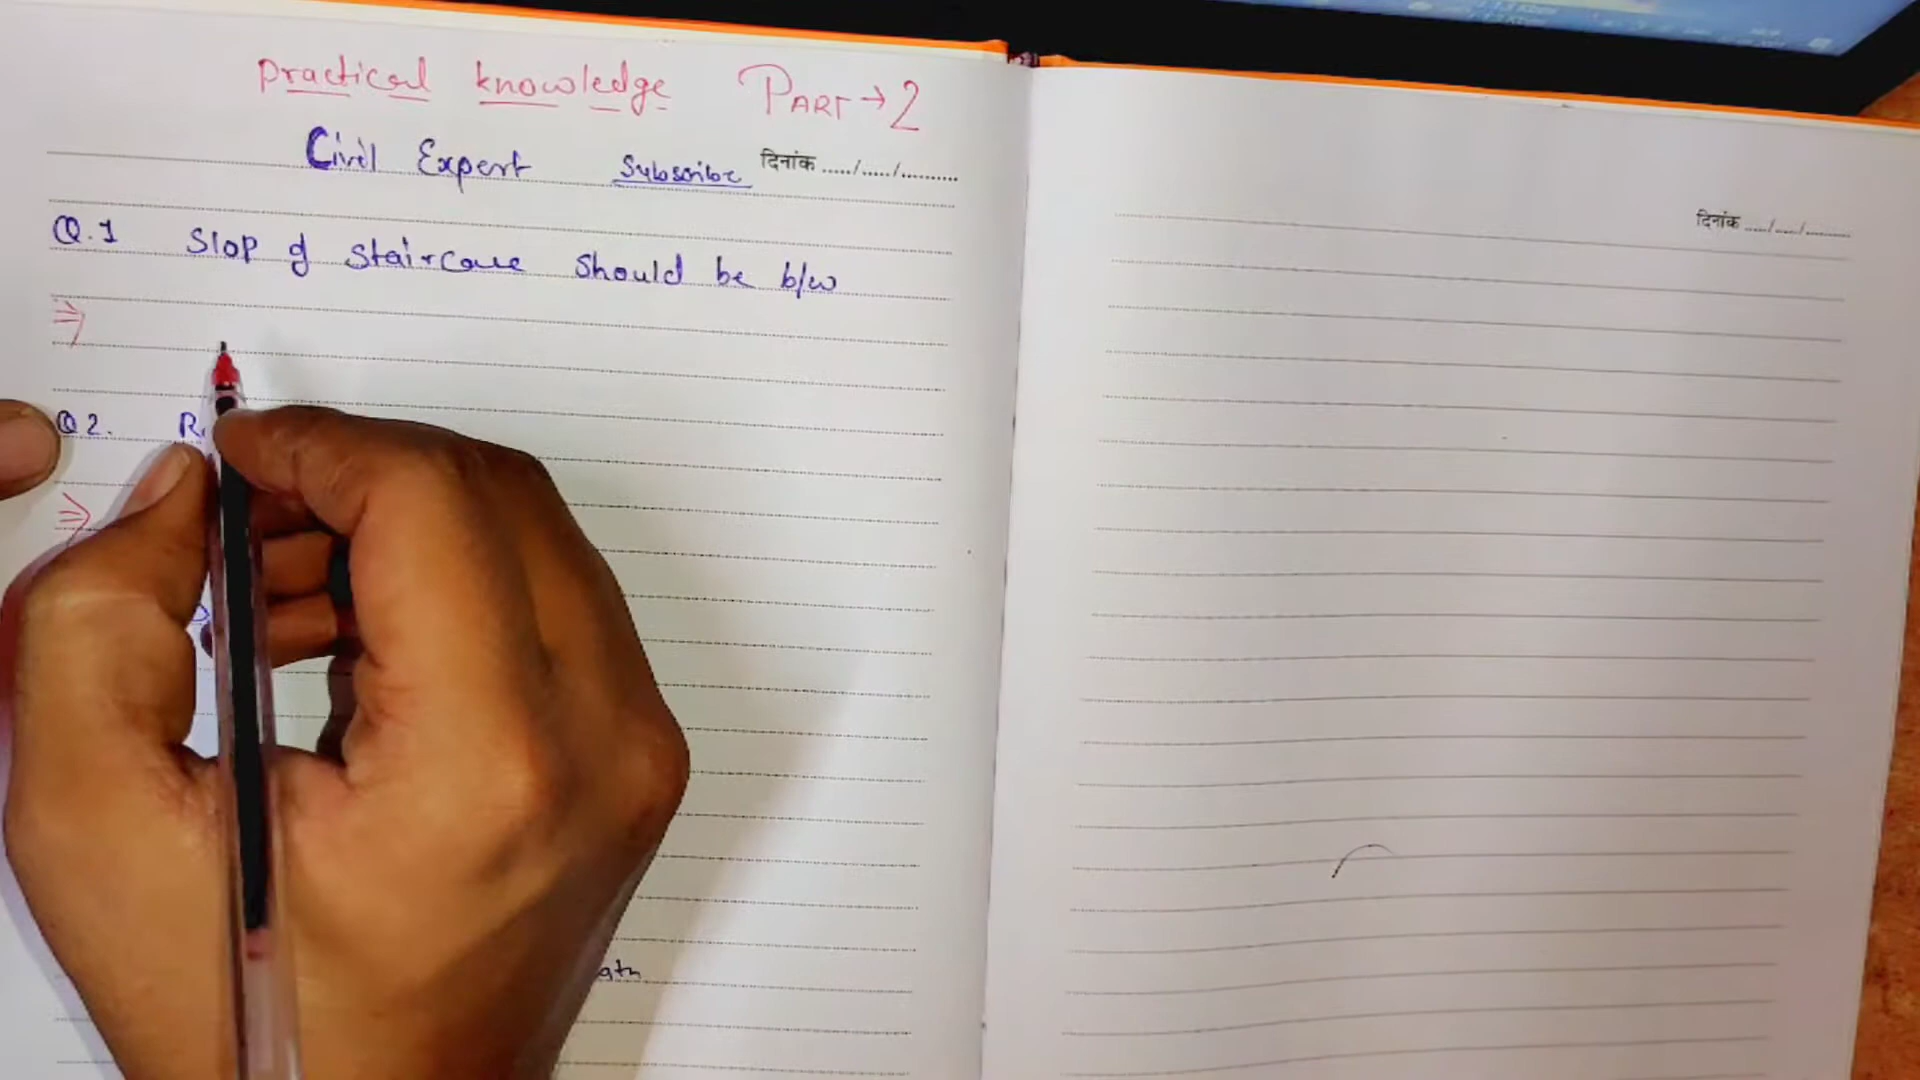 practical knowledge PART → 2
Civil Expert Subscribe दिनांक ...../...../..........
दिनांक ...../...../..........
Q.1 Slop of staircase should be b/w
⇒
Q 2.
⇒